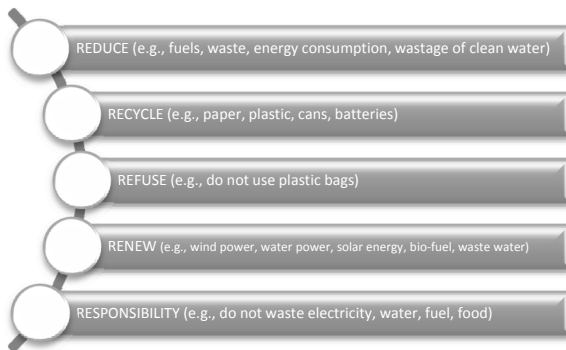 REDUCE (e.g., fuels, waste, energy consumption, wastage of clean water)
RECYCLE (e.g., paper, plastic, cans, batteries)
REFUSE (e.g., do not use plastic bags)
RENEW (e.g., wind power, water power, solar energy, bio-fuel, waste water)
RESPONSIBILITY (e.g., do not waste electricity, water, fuel, food)